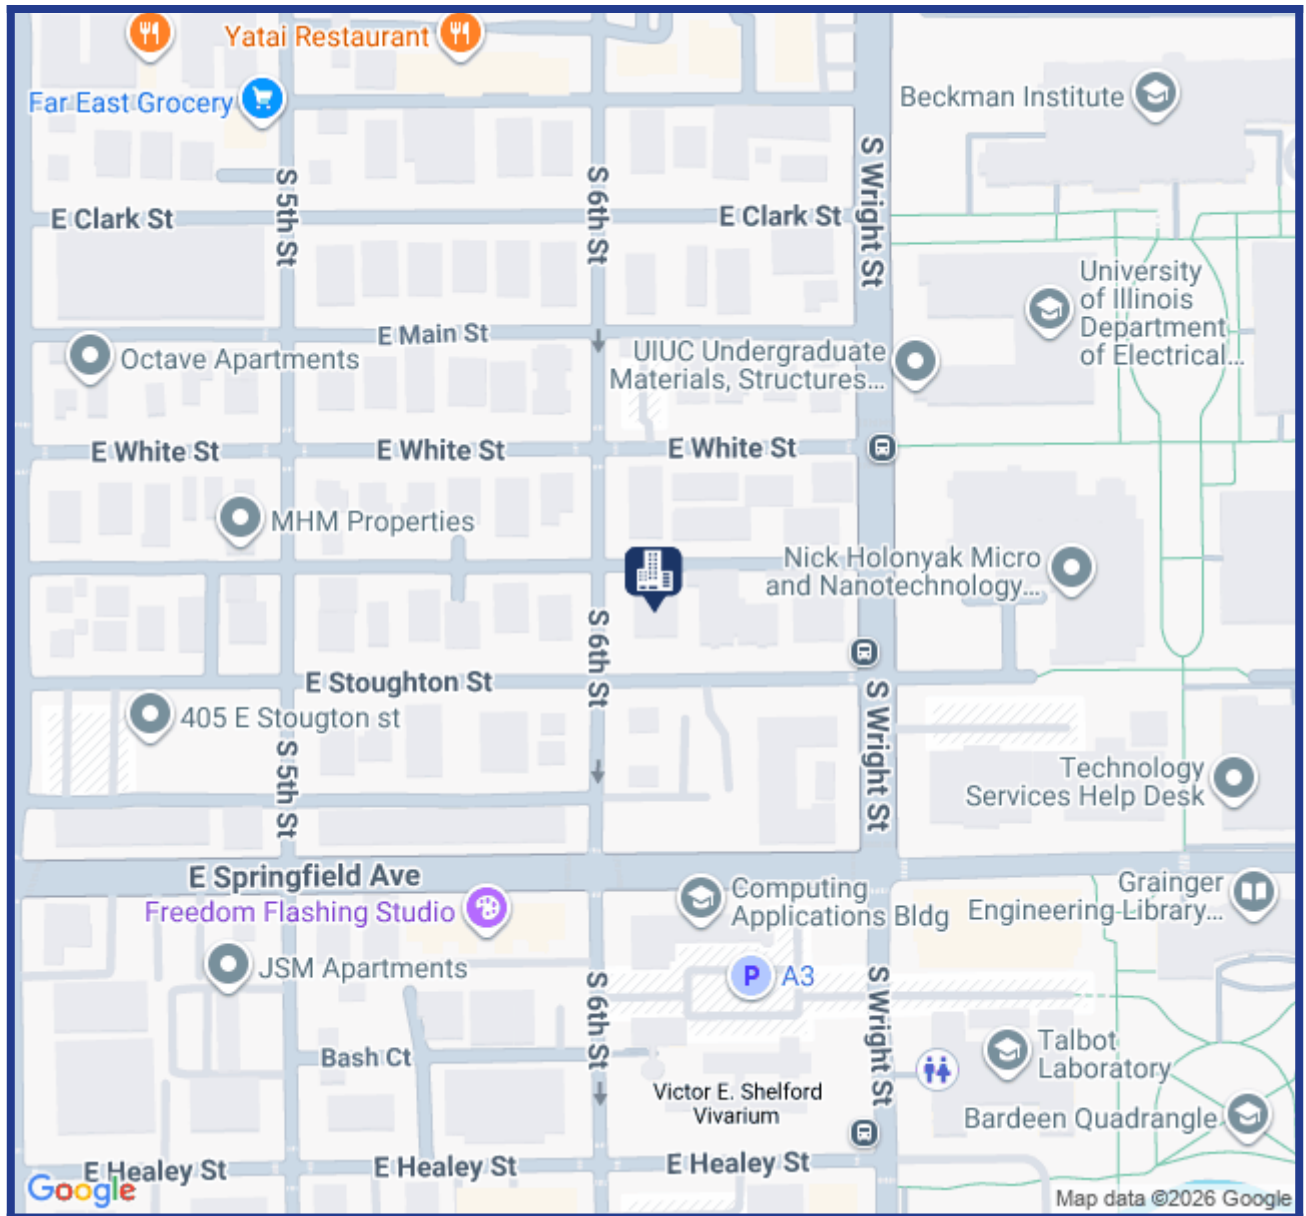 Yatai Restaurant
Far East Grocery
Beckman Institute
S 5th St
S 6th St
S Wright St
E Clark St
E Clark St
University
of Illinois
Department
of Electrical...
E Main St
Octave Apartments
UIUC Undergraduate
Materials, Structures...
E White St
E White St
E White St
MHM Properties
Nick Holonyak Micro
and Nanotechnology...
S 6th St
E Stoughton St
405 E Stougton st
S 5th St
S Wright St
Technology
Services Help Desk
E Springfield Ave
Freedom Flashing Studio
Computing
Applications Bldg
Grainger
Engineering Library...
JSM Apartments
P A3
S 6th St
S Wright St
Bash Ct
Talbot
Laboratory
Victor E. Shelford
Vivarium
Bardeen Quadrangle
E Healey St
E Healey St
E Healey St
Google
Map data ©2026 Google